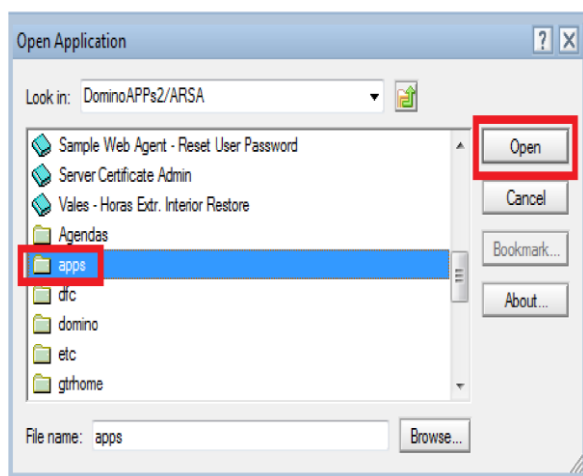 Open Application
Look in: DominoAPPs2/ARSA
Sample Web Agent - Reset User Password
Server Certificate Admin
Vales - Horas Extr. Interior Restore
Agendas
apps
dfc
domino
etc
gtrhome
Open
Cancel
Bookmark...
About...
File name: apps
Browse...